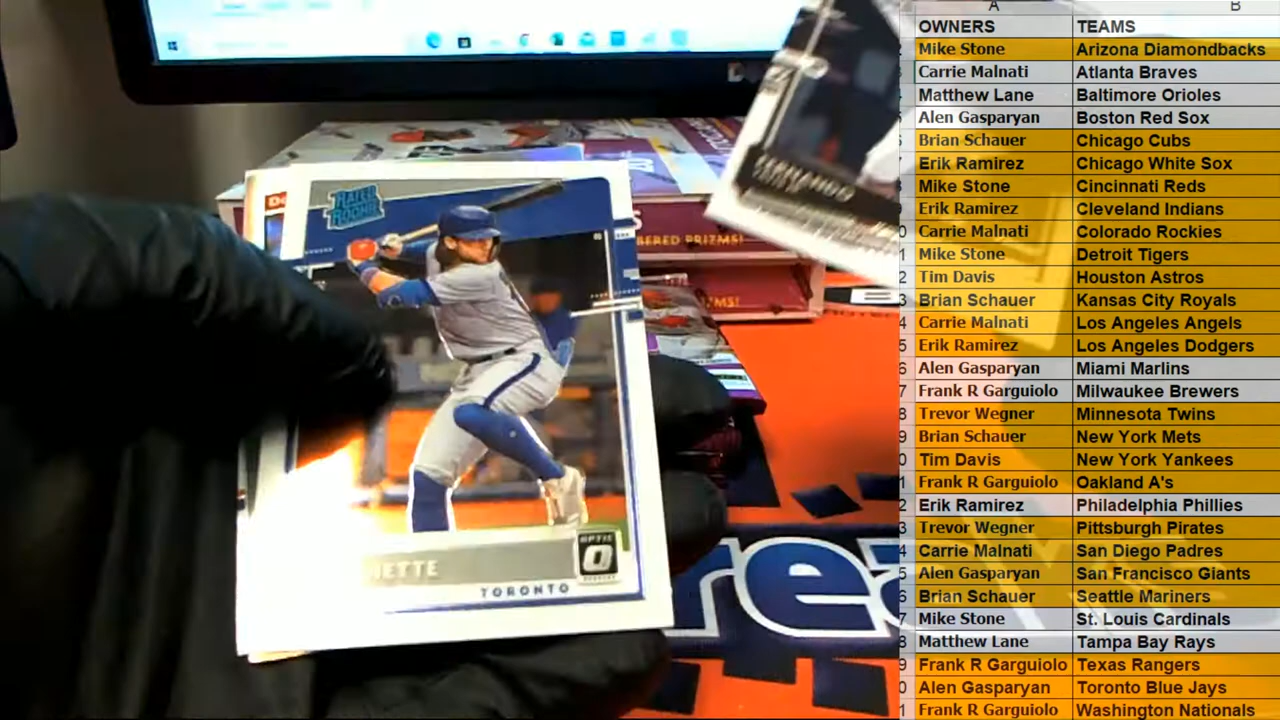 A B
OWNERS TEAMS
Mike Stone Arizona Diamondbacks
Carrie Malnati Atlanta Braves
Matthew Lane Baltimore Orioles
Alen Gasparyan Boston Red Sox
Brian Schauer Chicago Cubs
Erik Ramirez Chicago White Sox
Mike Stone Cincinnati Reds
Erik Ramirez Cleveland Indians
Carrie Malnati Colorado Rockies
Mike Stone Detroit Tigers
Tim Davis Houston Astros
Brian Schauer Kansas City Royals
Carrie Malnati Los Angeles Angels
Erik Ramirez Los Angeles Dodgers
Alen Gasparyan Miami Marlins
Frank R Garguiolo Milwaukee Brewers
Trevor Wegner Minnesota Twins
Brian Schauer New York Mets
Tim Davis New York Yankees
Frank R Garguiolo Oakland A's
Erik Ramirez Philadelphia Phillies
Trevor Wegner Pittsburgh Pirates
Carrie Malnati San Diego Padres
Alen Gasparyan San Francisco Giants
Brian Schauer Seattle Mariners
Mike Stone St. Louis Cardinals
Matthew Lane Tampa Bay Rays
Frank R Garguiolo Texas Rangers
Alen Gasparyan Toronto Blue Jays
Frank R Garguiolo Washington Nationals
RATED
ROOKIE
BERED PRIZMS!
ZMS!
HETTE
OPTIC
TORONTO
rea